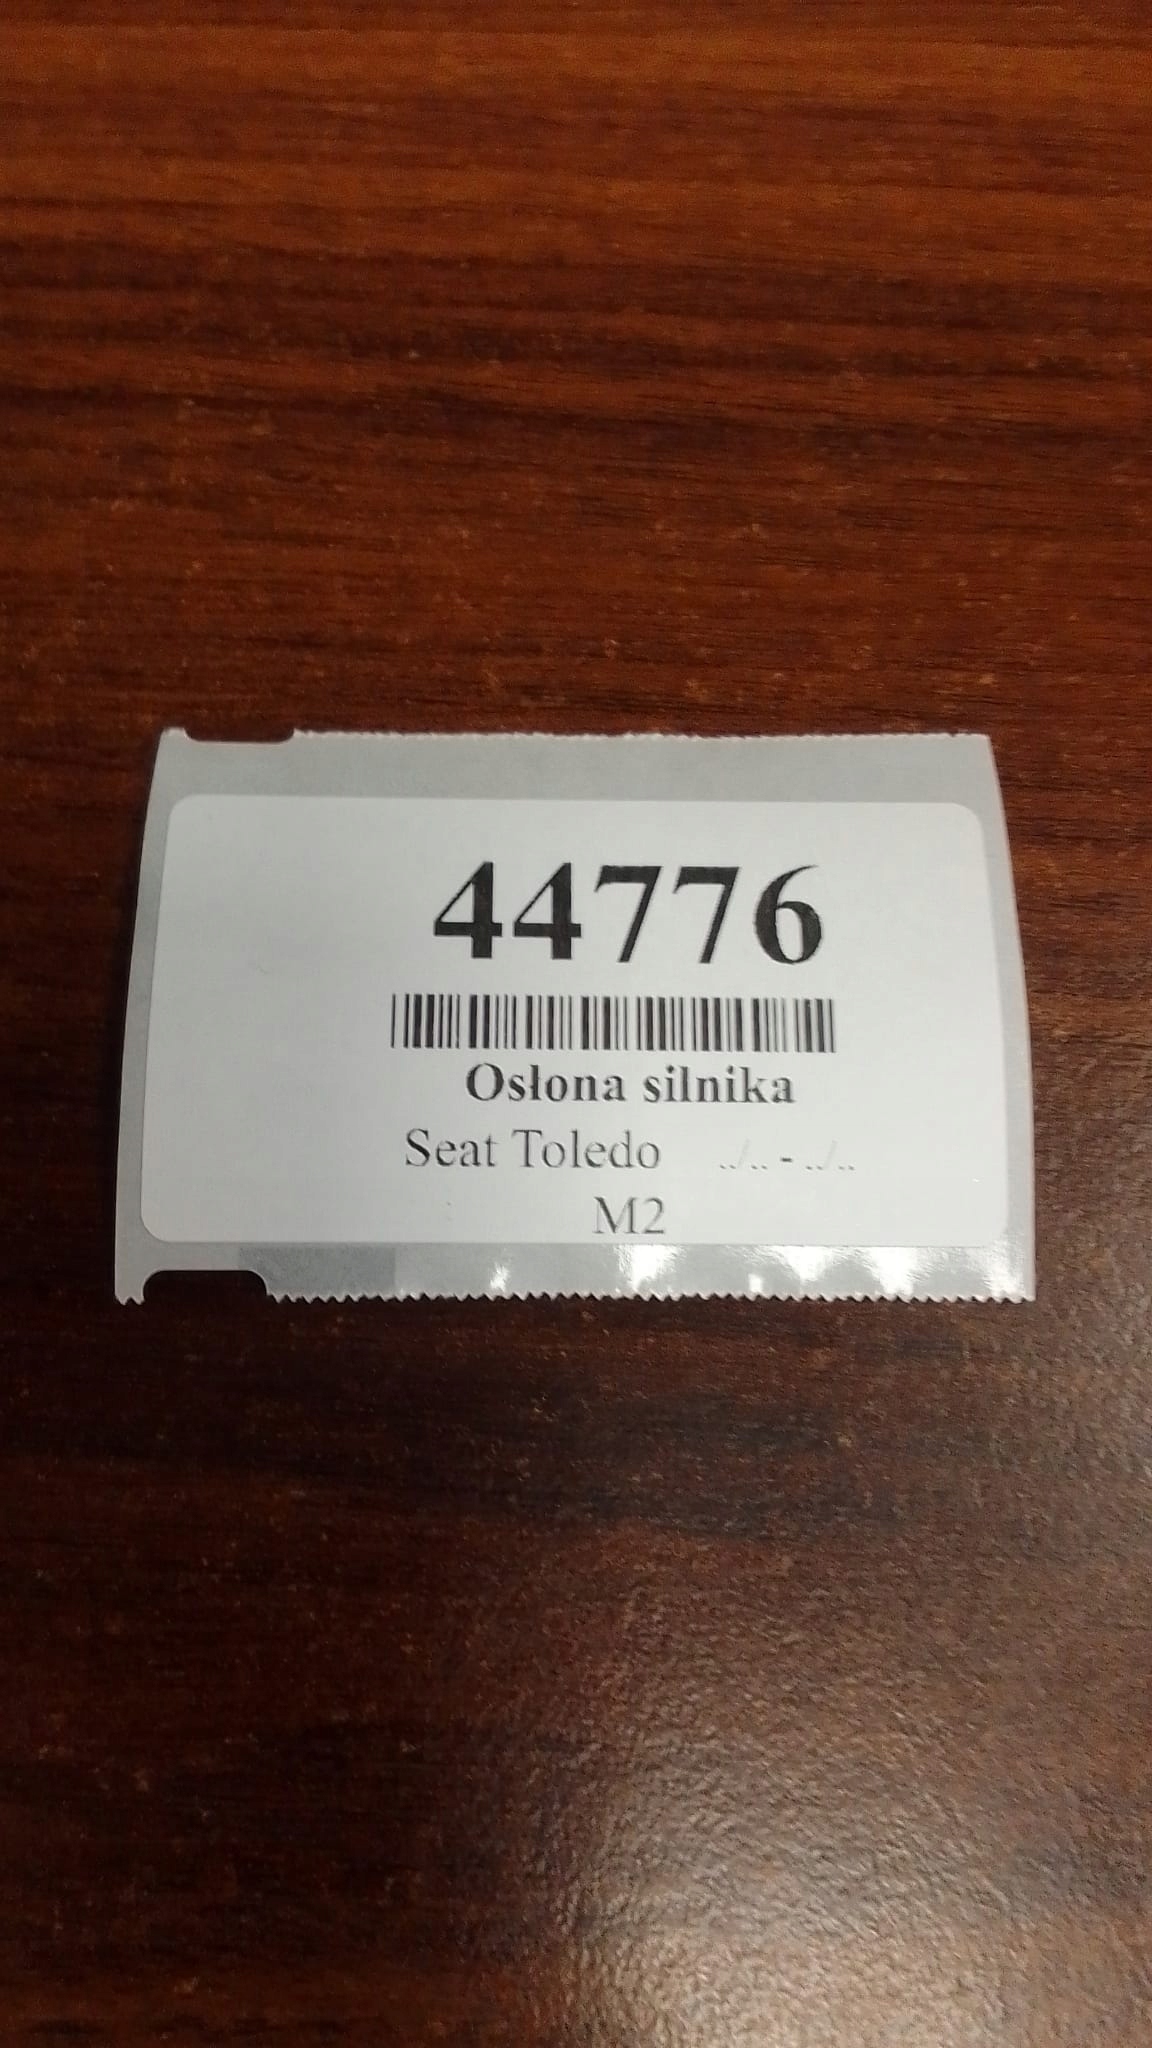 44776
Osłona silnika
Seat Toledo ../.. - ../..
M2